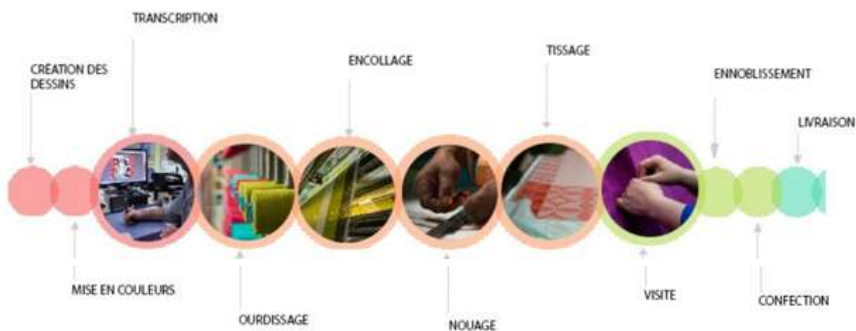 CRÉATION DES
DESSINS
MISE EN COULEURS
TRANSCRIPTION
OURDISSAGE
ENCOLLAGE
NOUAGE
TISSAGE
VISITE
ENNOBLISSEMENT
CONFECTION
LIVRAISON